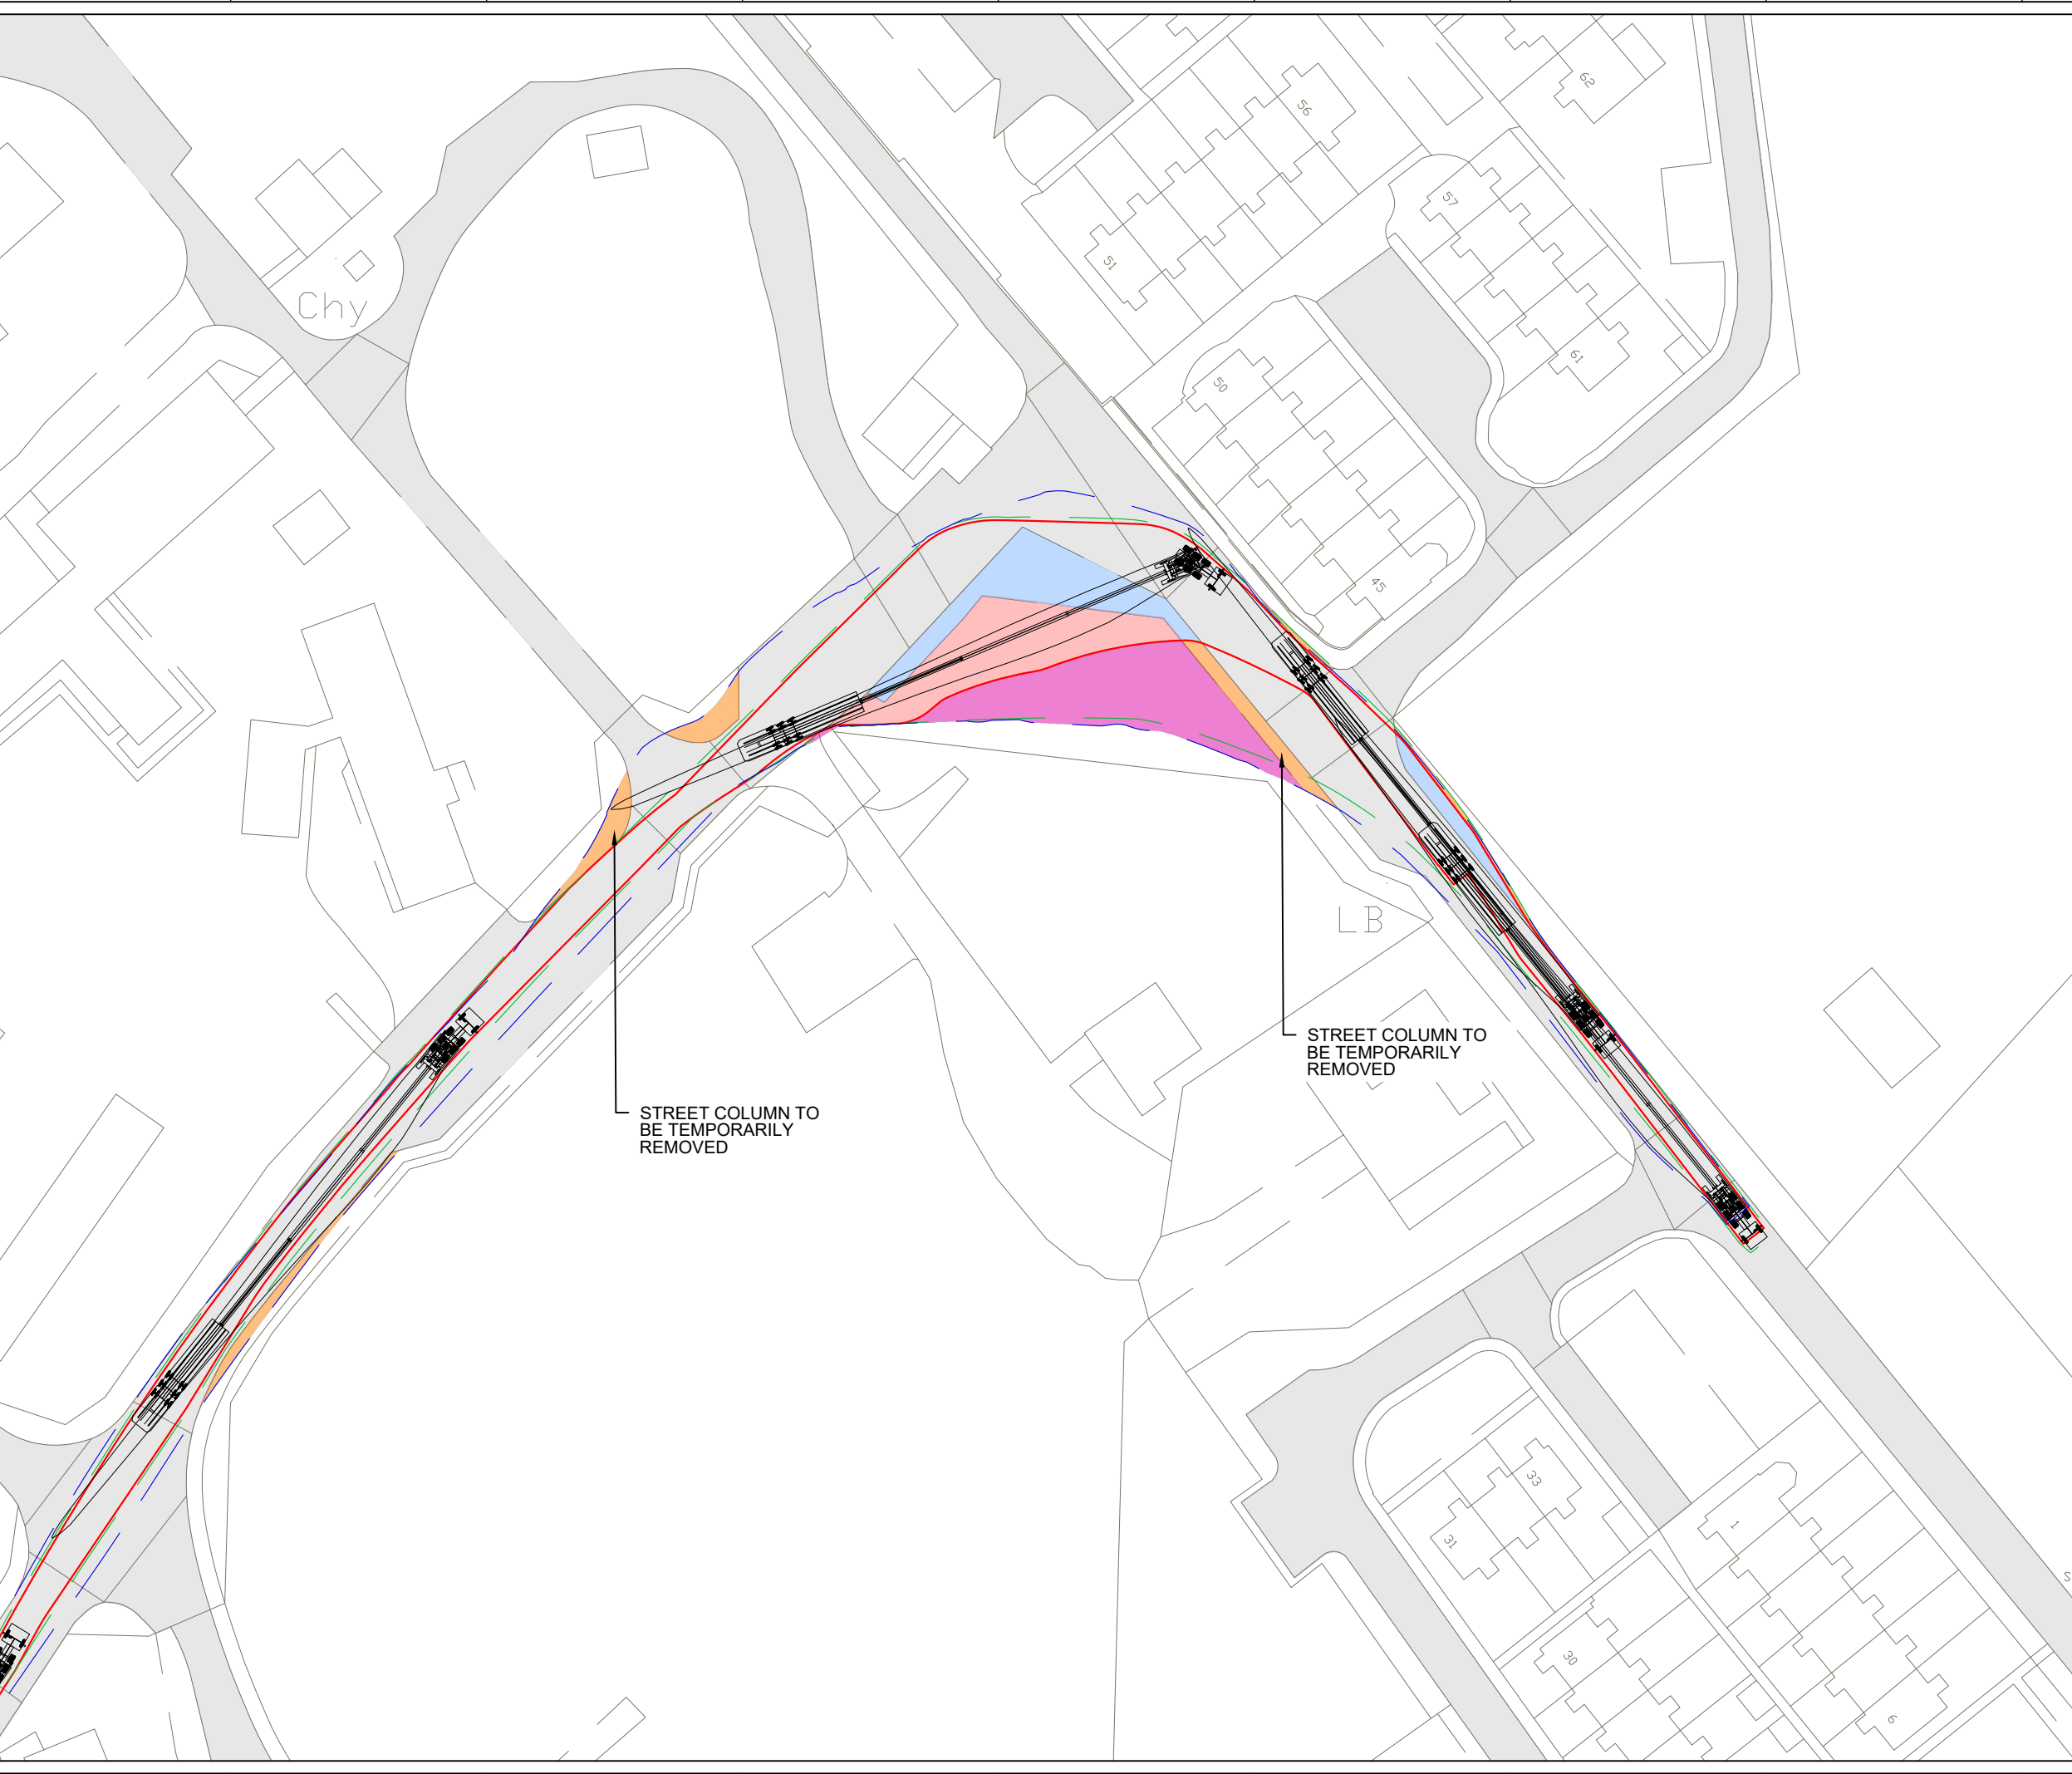 62
56
57
51
Chy
61
50
45
LB
STREET COLUMN TO
BE TEMPORARILY
REMOVED
STREET COLUMN TO
BE TEMPORARILY
REMOVED
33
1
31
30
6
S